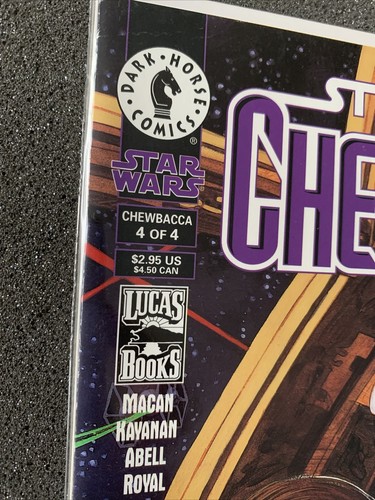 DARK HORSE COMICS
®
STAR
WARS
CHEWBACCA
4 OF 4
$2.95 US
$4.50 CAN
LUCAS
BOOKS
MACAN
KAYANAN
ABELL
ROYAL
ST
CHE